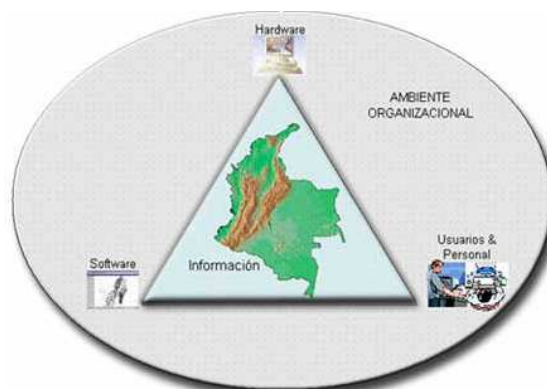 Hardware
AMBIENTE
ORGANIZACIONAL
Software
Información
Usuarios &
Personal